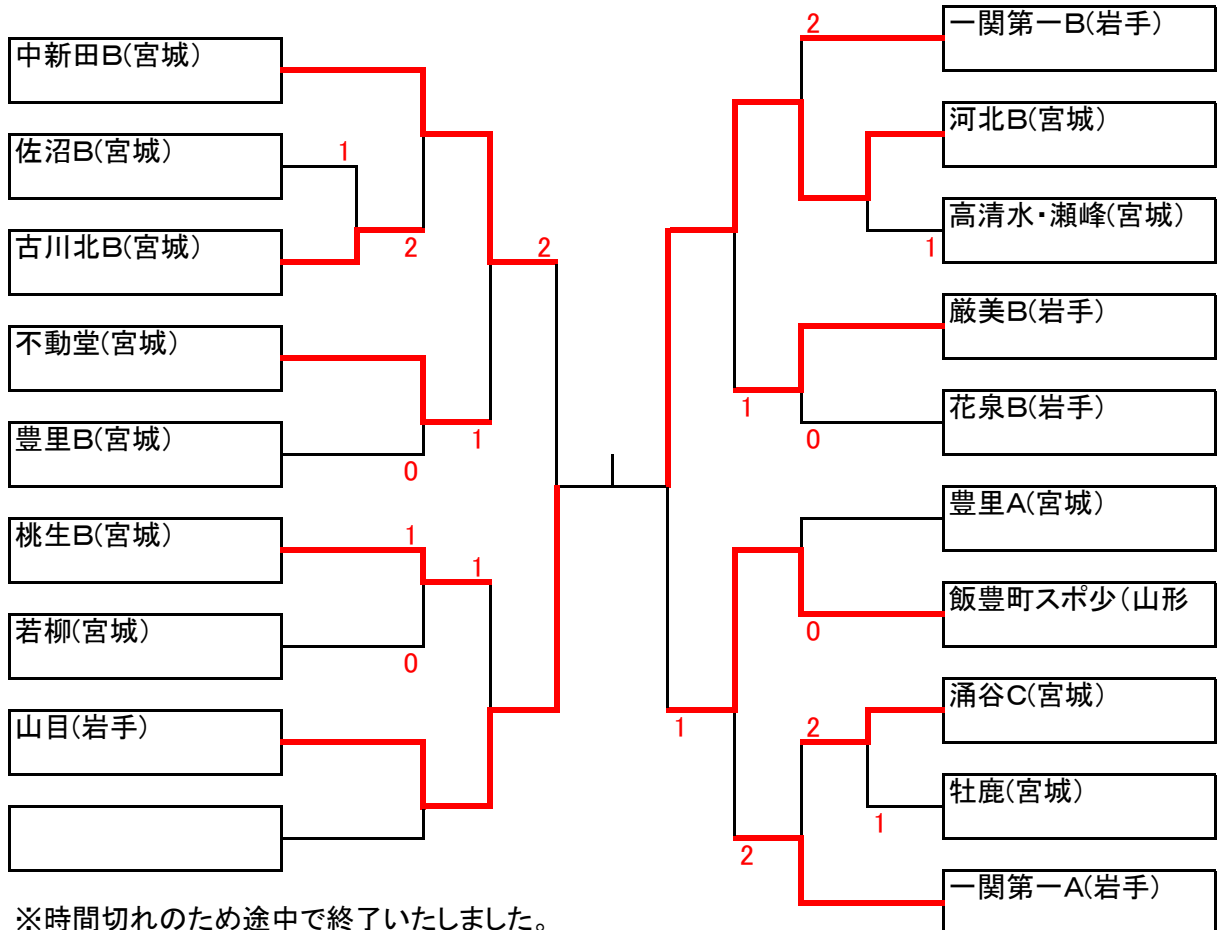 中新田B(宮城)
佐沼B(宮城)
1
古川北B(宮城)
2
2
不動堂(宮城)
1
豊里B(宮城)
0
桃生B(宮城)
1
1
若柳(宮城)
0
山目(岩手)
※時間切れのため途中で終了いたしました。
2
一関第一B(岩手)
河北B(宮城)
高清水・瀬峰(宮城)
1
厳美B(岩手)
1
花泉B(岩手)
0
豊里A(宮城)
飯豊町スポ少(山形
0
1
涌谷C(宮城)
2
牡鹿(宮城)
1
2
一関第一A(岩手)